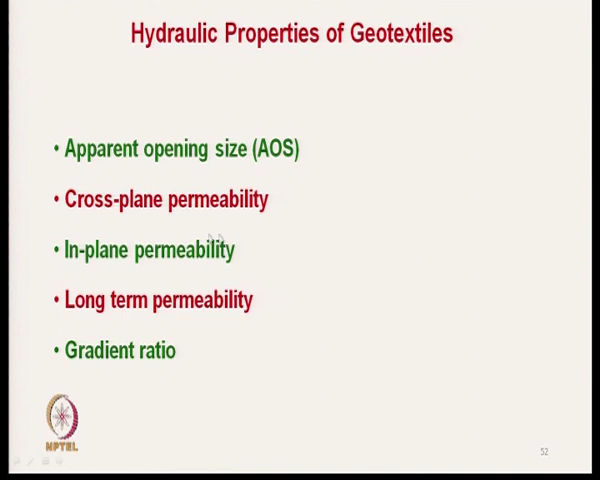 Hydraulic Properties of Geotextiles
• Apparent opening size (AOS)
• Cross-plane permeability
• In-plane permeability
• Long term permeability
• Gradient ratio
NPTEL
52